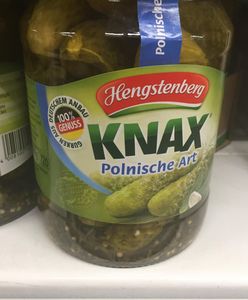 Polnische
Hengstenberg
GURKEN AUS DEUTSCHEM ANBAU
100%
GENUSS
KNAX
Polnische Art